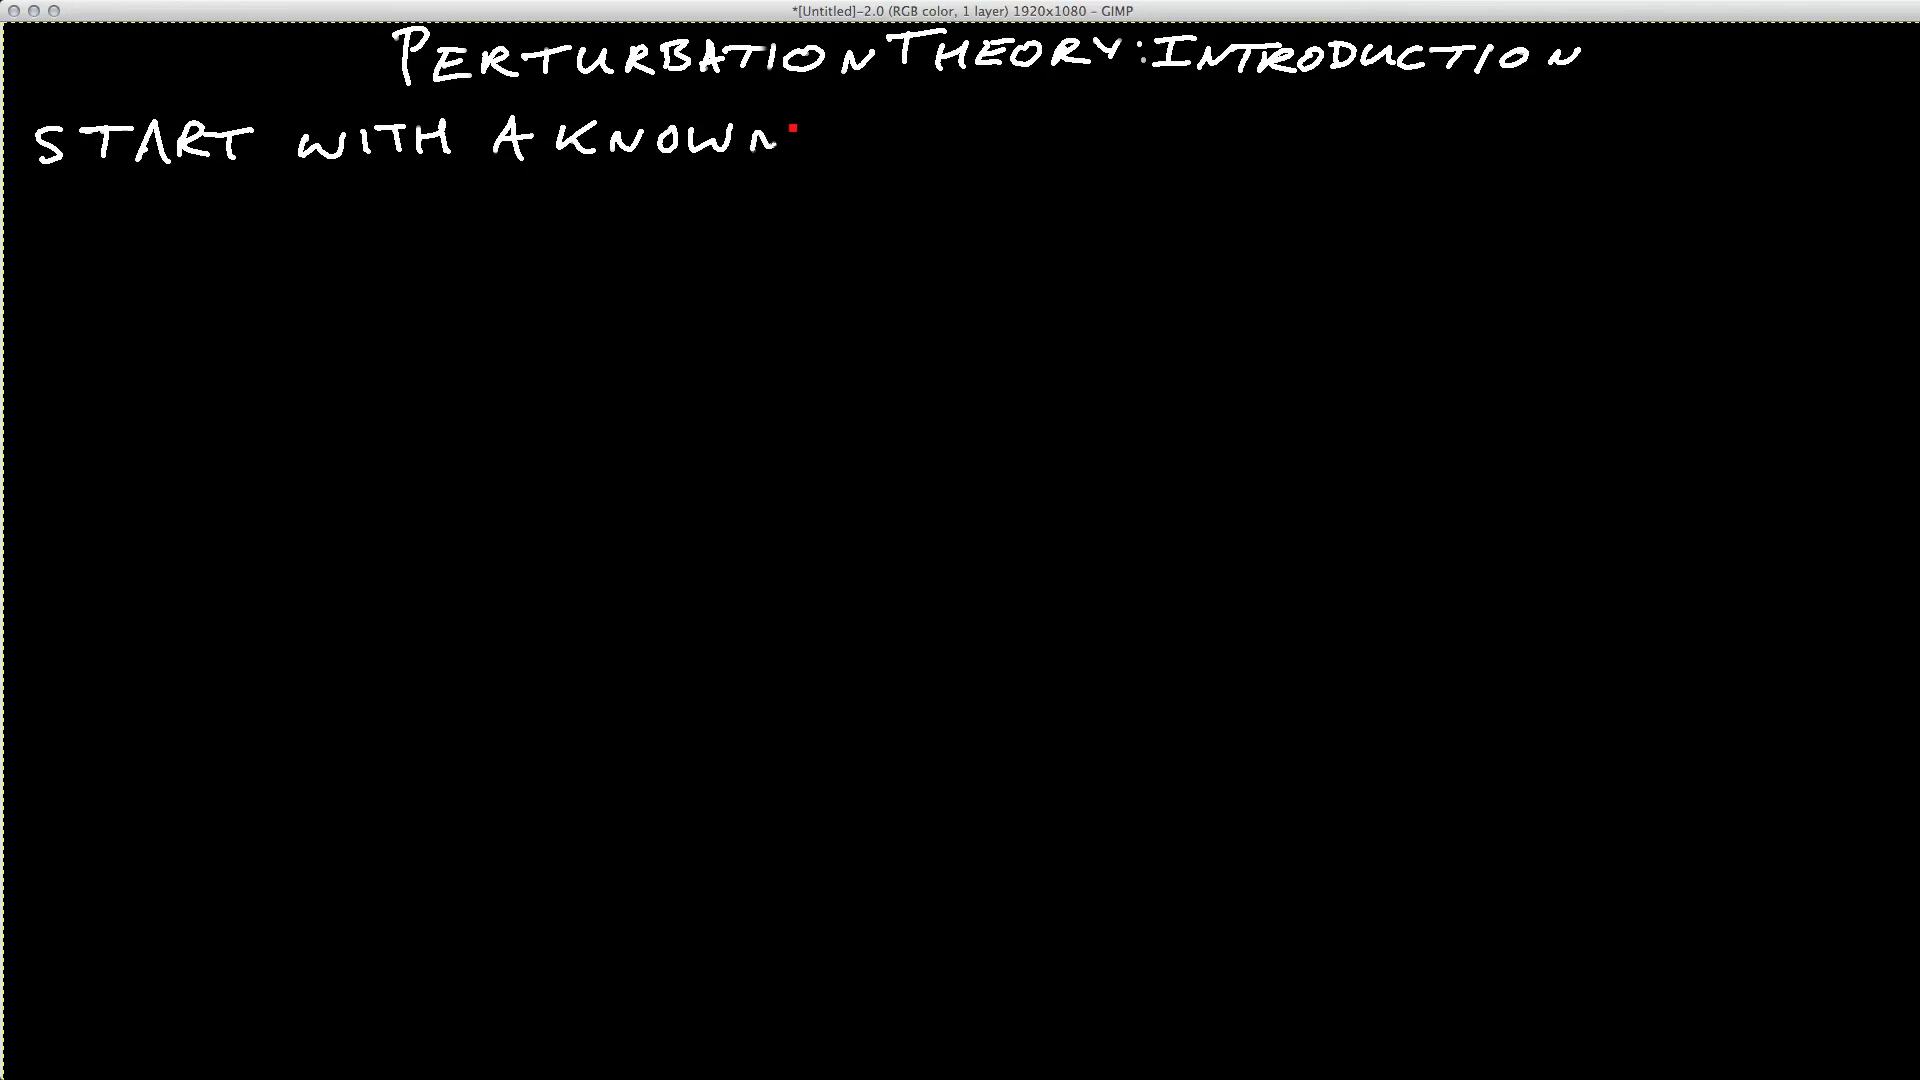 *[Untitled]-2.0 (RGB color, 1 layer) 1920x1080 – GIMP
PERTURBATION THEORY: INTRODUCTION
START WITH A KNOWN